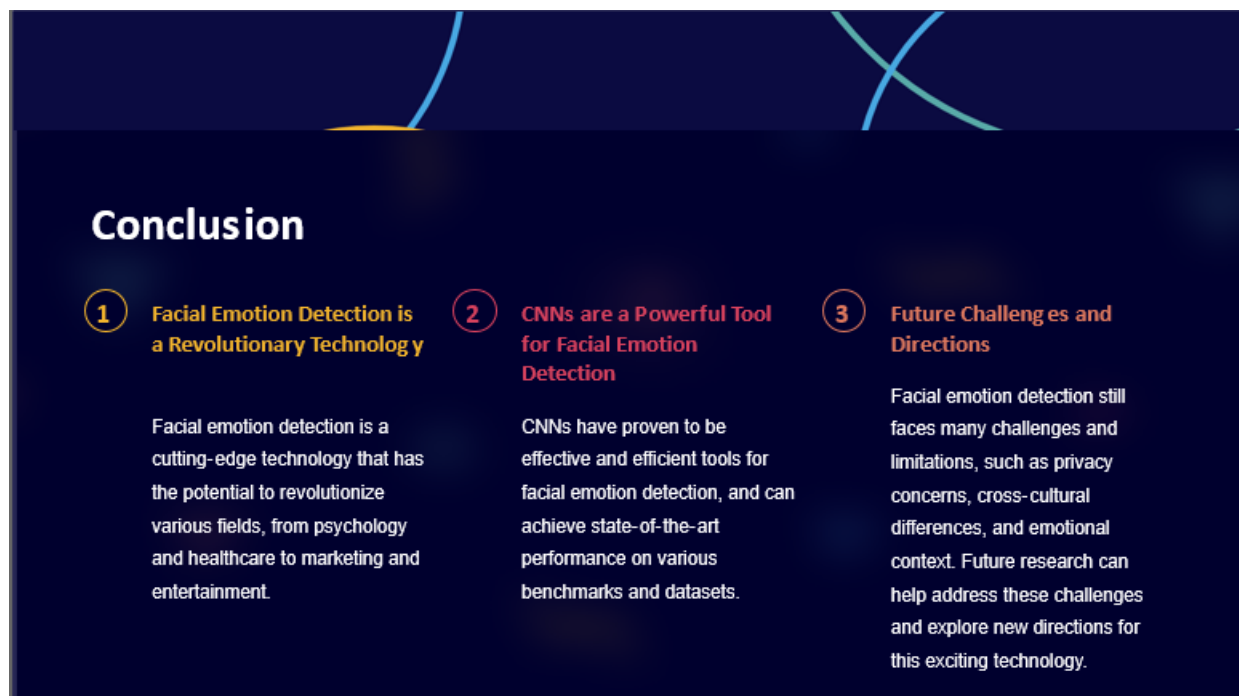 Conclusion
1
Facial Emotion Detection is
a Revolutionary Technology
Facial emotion detection is a
cutting-edge technology that has
the potential to revolutionize
various fields, from psychology
and healthcare to marketing and
entertainment.
2
CNNs are a Powerful Tool
for Facial Emotion
Detection
CNNs have proven to be
effective and efficient tools for
facial emotion detection, and can
achieve state-of-the-art
performance on various
benchmarks and datasets.
3
Future Challenges and
Directions
Facial emotion detection still
faces many challenges and
limitations, such as privacy
concerns, cross-cultural
differences, and emotional
context. Future research can
help address these challenges
and explore new directions for
this exciting technology.